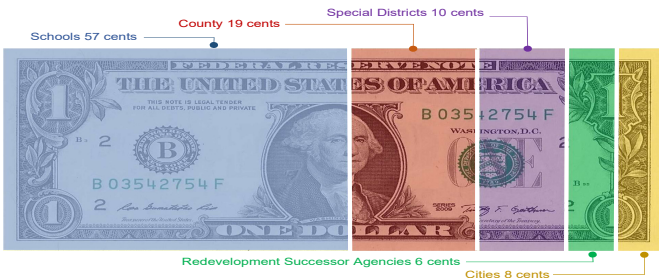 Special Districts 10 cents
County 19 cents
Schools 57 cents
FEDERAL RESERVE NOTE
THE UNITED STATES OF AMERICA
THIS NOTE IS LEGAL TENDER
FOR ALL DEBTS, PUBLIC AND PRIVATE
B 03542754 F
WASHINGTON, D.C.
B 2
B
B 03542754 F
2
SERIES
2009
ONE DOLLAR
1
1
Redevelopment Successor Agencies 6 cents
Cities 8 cents